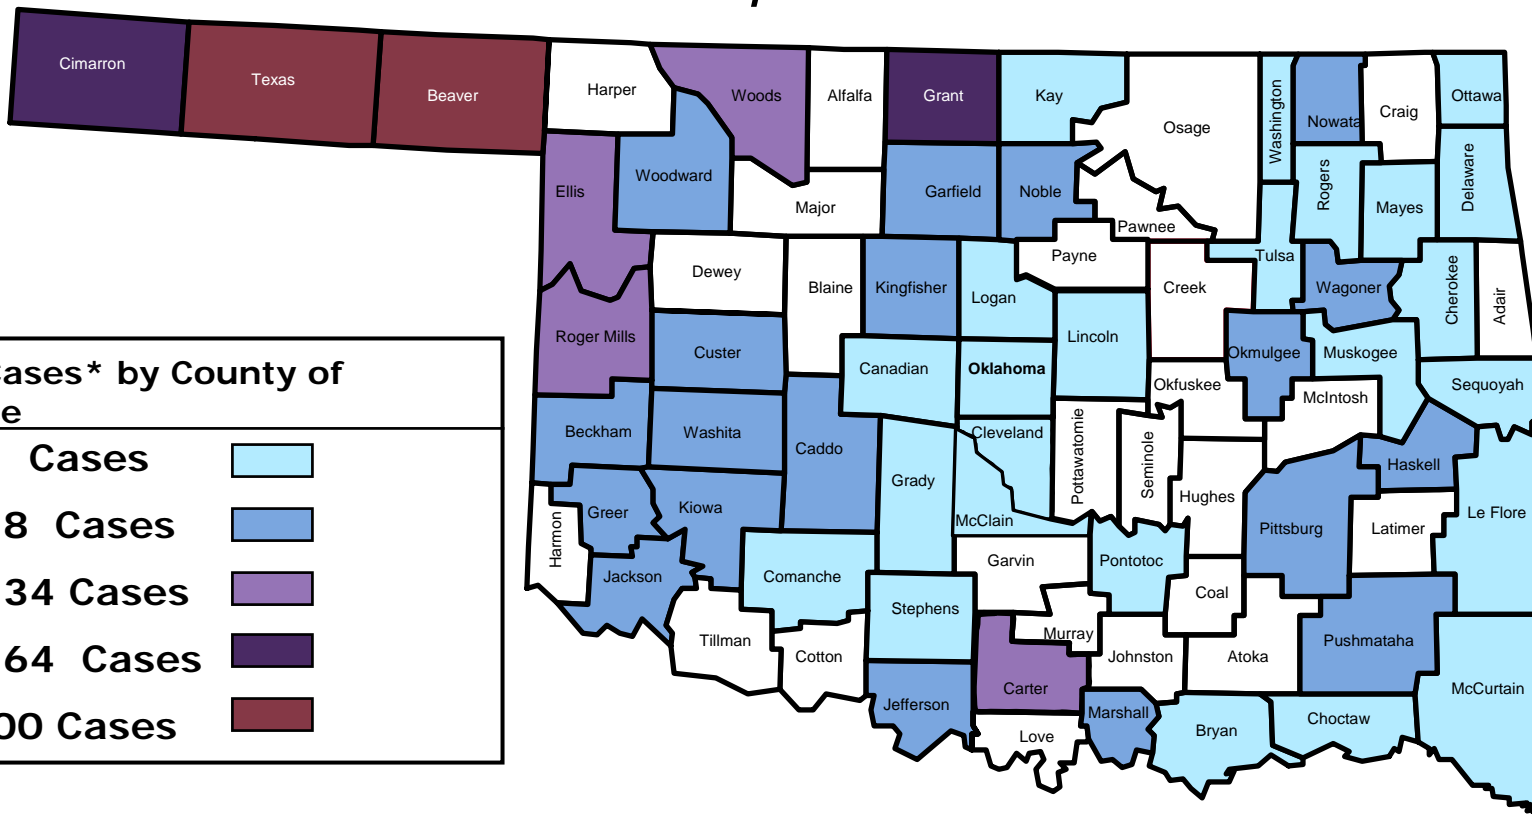 Cimarron
Texas
Beaver
Harper
Woods
Alfalfa
Grant
Kay
Osage
Washington
Nowata
Craig
Ottawa
Ellis
Woodward
Major
Garfield
Noble
Pawnee
Rogers
Mayes
Delaware
Dewey
Blaine
Kingfisher
Logan
Payne
Creek
Tulsa
Wagoner
Cherokee
Adair
Roger Mills
Custer
Canadian
Oklahoma
Lincoln
Okmulgee
Muskogee
Sequoyah
Okfuskee
McIntosh
Beckham
Washita
Caddo
Grady
Cleveland
Pottawatomie
Seminole
Hughes
Haskell
Le Flore
Harmon
Greer
Kiowa
McClain
Pittsburg
Latimer
Jackson
Comanche
Garvin
Pontotoc
Coal
Stephens
Tillman
Cotton
Murray
Johnston
Atoka
Pushmataha
Carter
Jefferson
Love
Marshall
Bryan
Choctaw
McCurtain
Cases* by County of
e
Cases
8 Cases
34 Cases
64 Cases
00 Cases